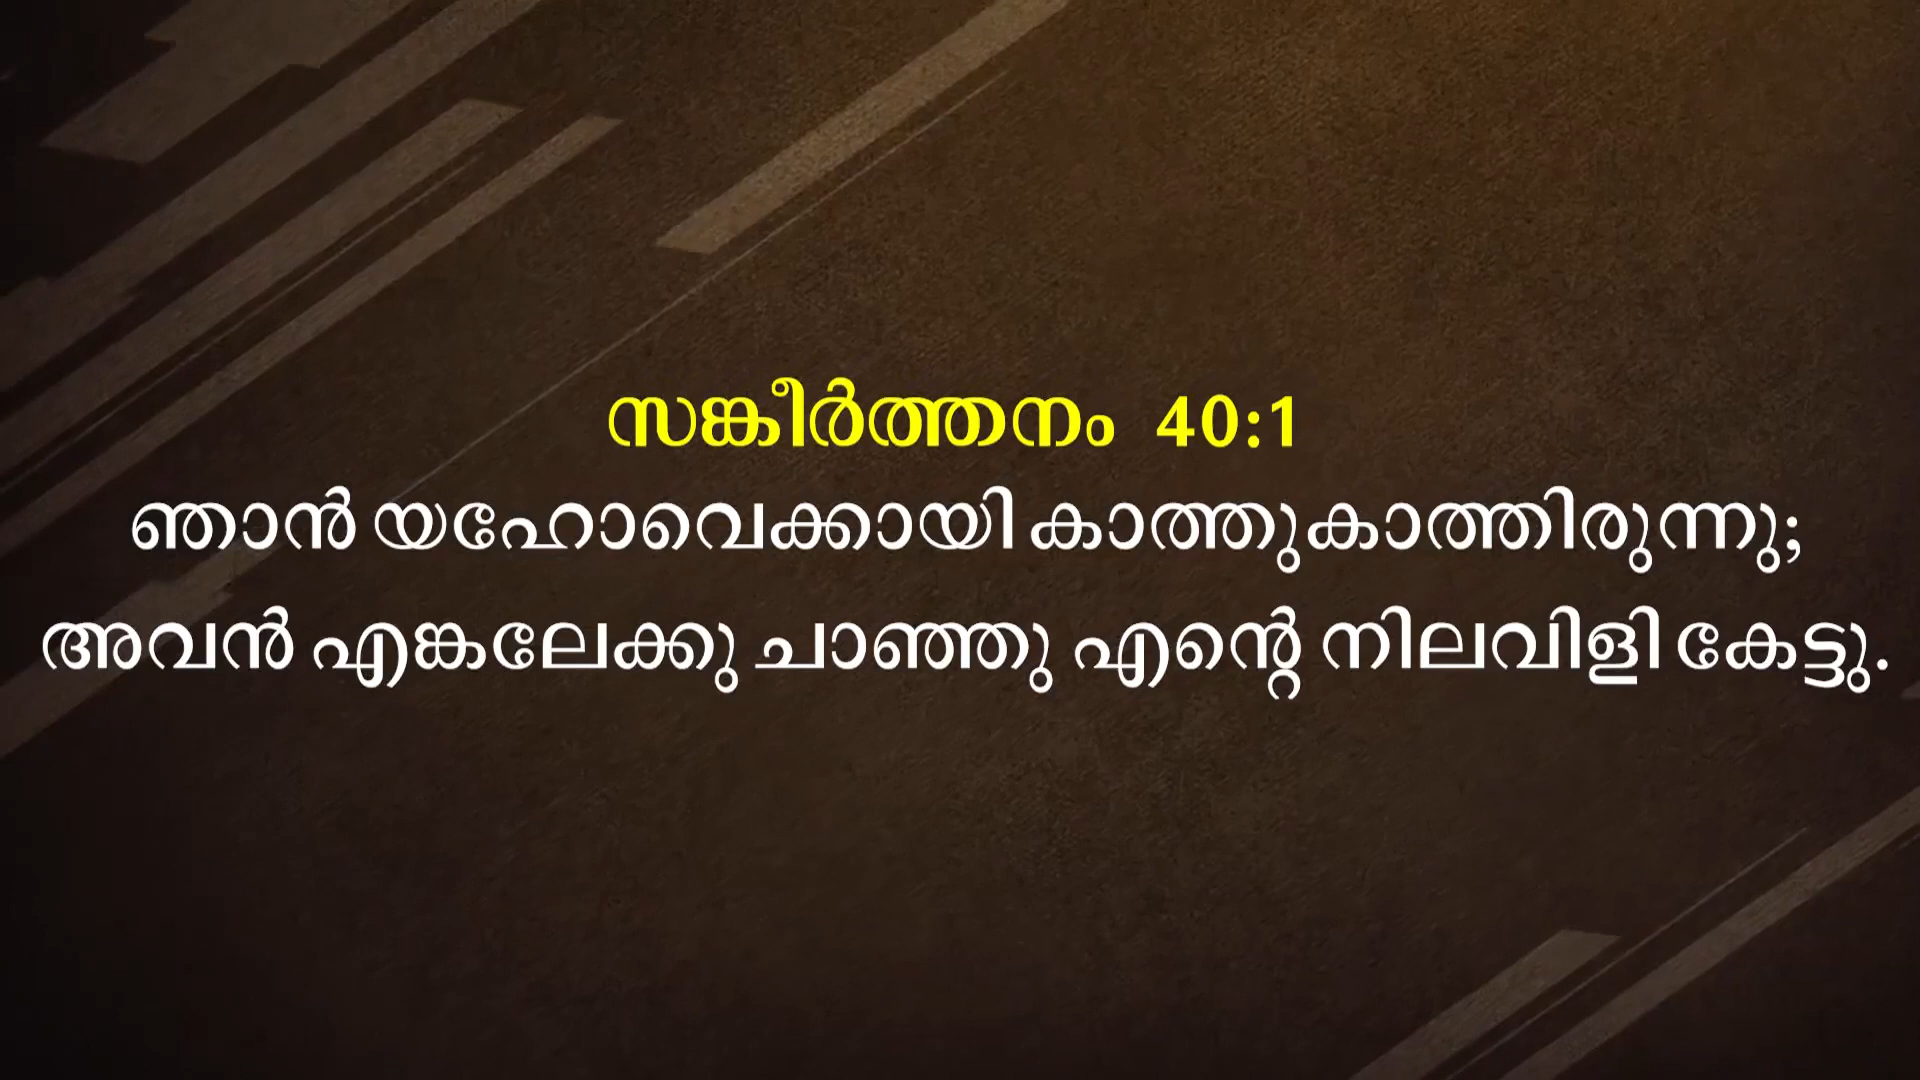 സങ്കീർത്തനം 40:1
ഞാൻ യഹോവെക്കായി കാത്തുകാത്തിരുന്നു;
അവൻ എങ്കലേക്കു ചാഞ്ഞു എന്റെ നിലവിളി കേട്ടു.